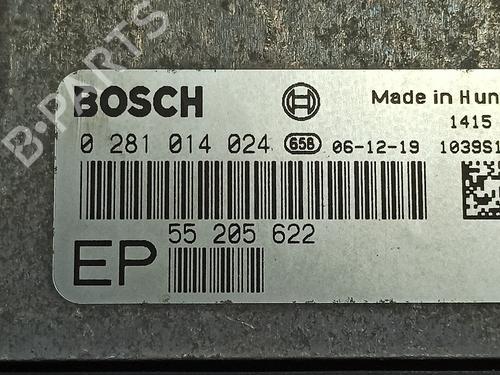 B-PARTS
BOSCH
Made in Hun
1415
0 281 014 024 658 06-12-19 1039S1
55 205 622
EP